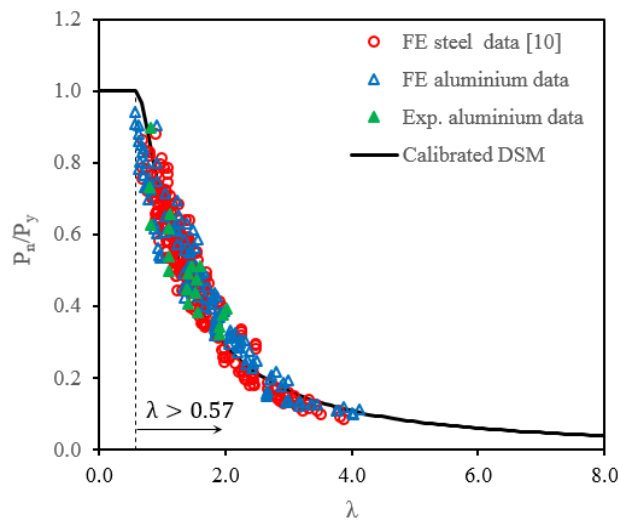 1.2
1.0
0.8
0.6
0.4
0.2
0.0
Pn/Py
FE steel data [10]
FE aluminium data
Exp. aluminium data
Calibrated DSM
λ > 0.57
0.0 2.0 4.0 6.0 8.0
λ